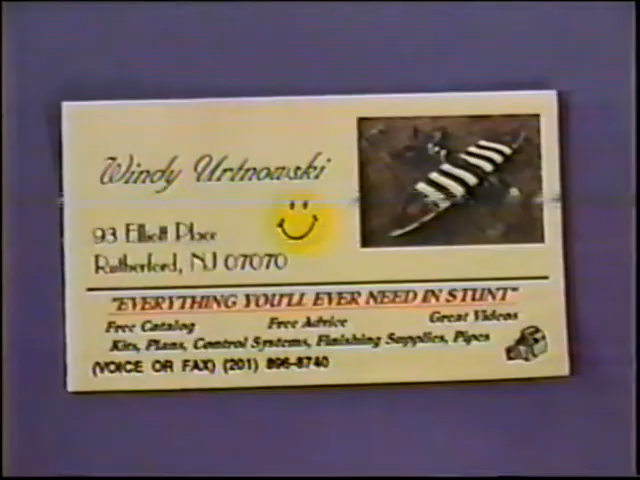 Windy Urtnowski
93 Elliott Place
Rutherford, NJ 07070
"EVERYTHING YOU'LL EVER NEED IN STUNT"
Free Catalog Free Advice Great Videos
Kits, Plans, Control Systems, Finishing Supplies, Pipes
(VOICE OR FAX) (201) 896-8740